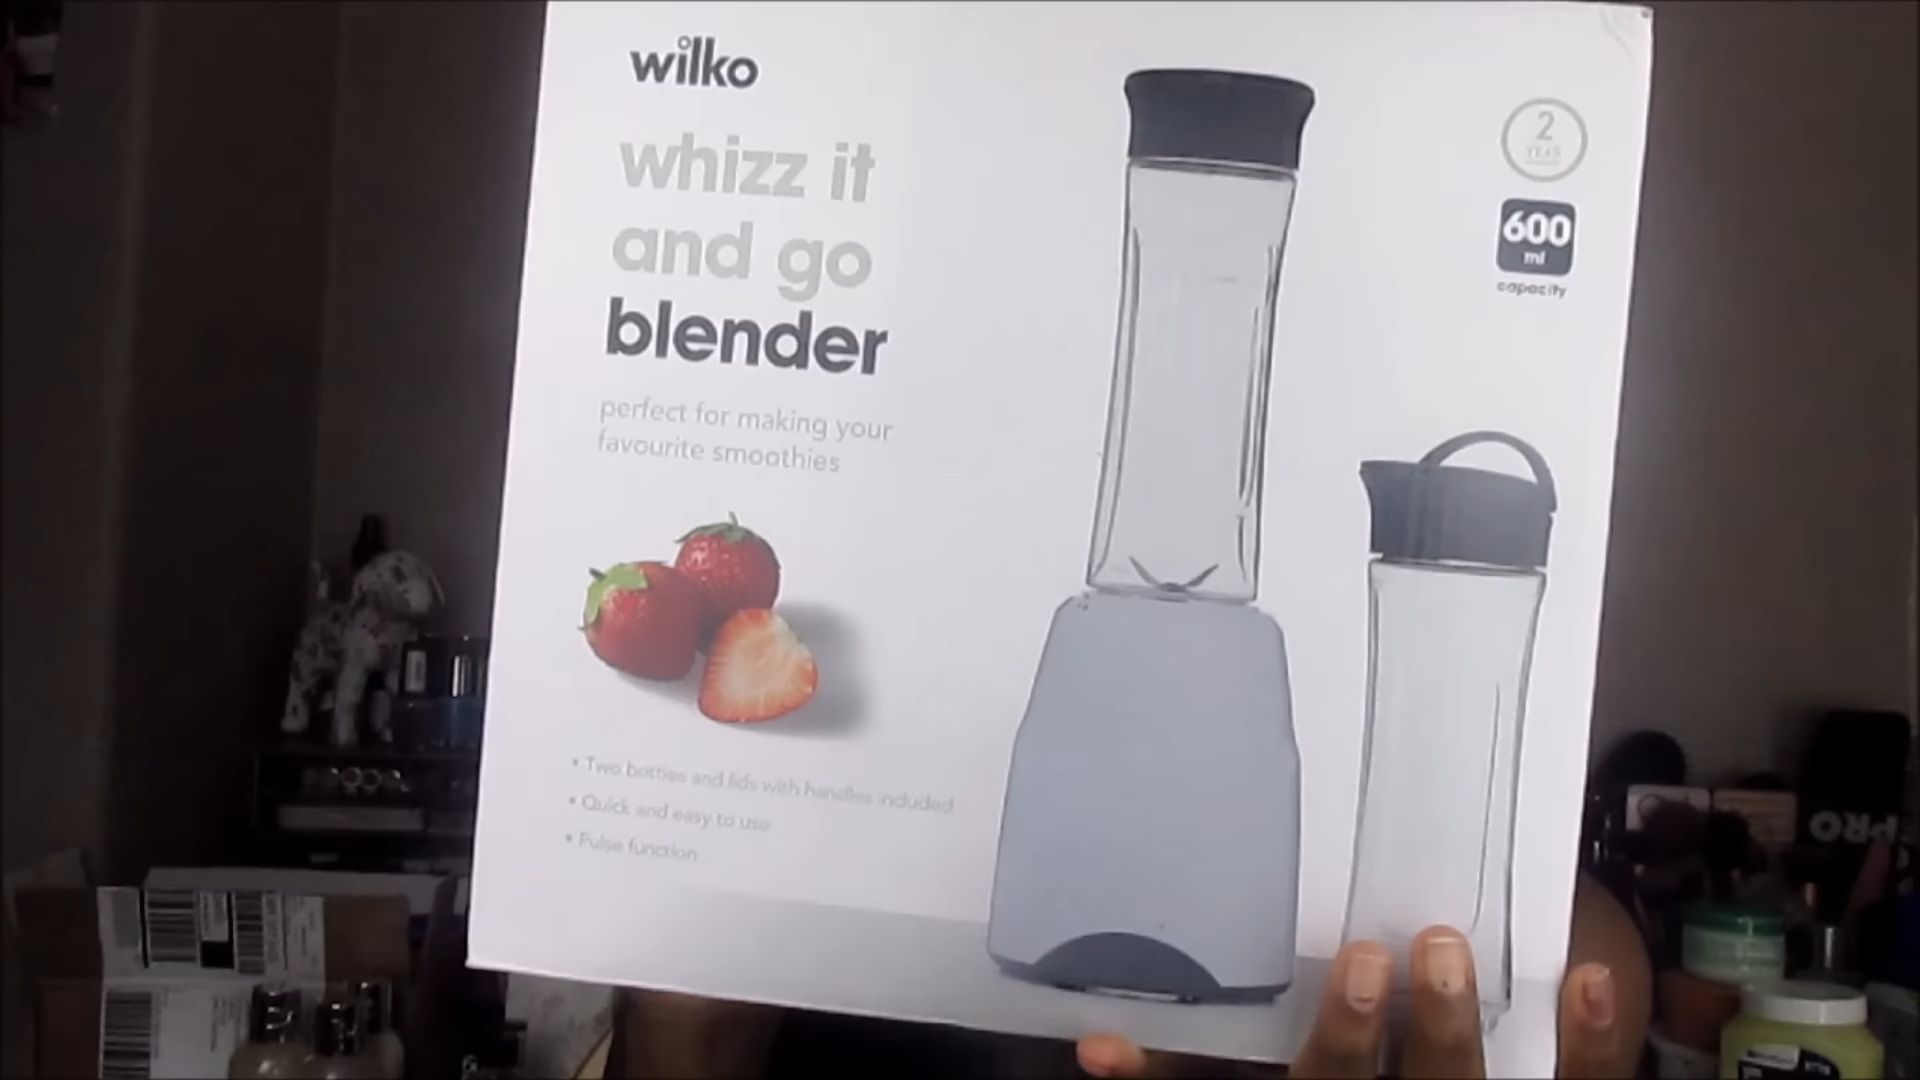 wilko
whizz it
and go
blender
perfect for making your
favourite smoothies
• Two bottles and lids with handles included
• Quick and easy to use
• Pulse function
2
YEAR
600
ml
capacity
PRO